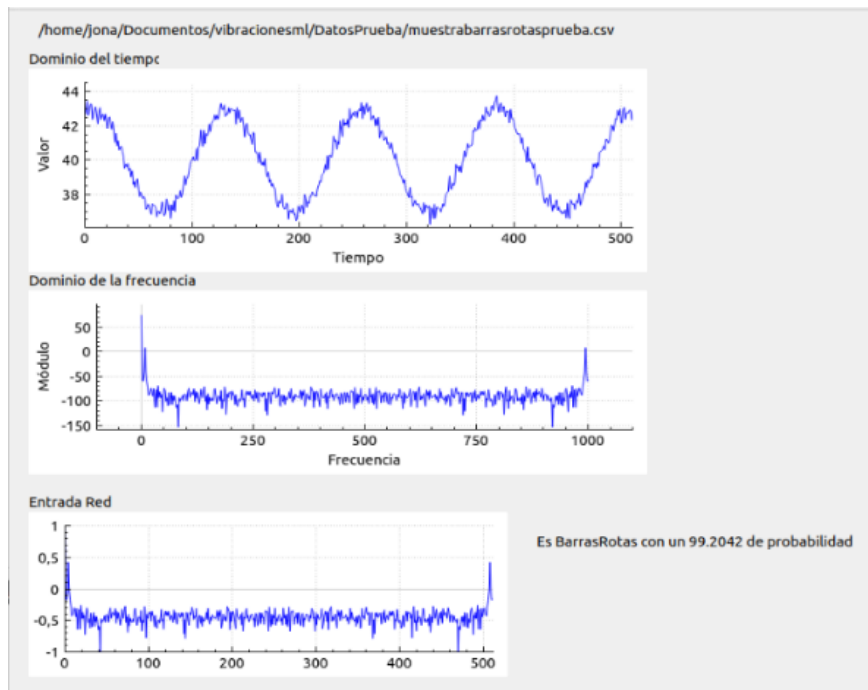 /home/jona/Documentos/vibracionesml/DatosPrueba/muestrabarrasrotasprueba.csv
Dominio del tiempo
44
42
40
38
Valor
0 100 200 300 400 500
Tiempo
Dominio de la frecuencia
50
0
-50
-100
-150
Módulo
0 250 500 750 1000
Frecuencia
Entrada Red
1
0,5
0
-0,5
-1
0 100 200 300 400 500
Es BarrasRotas con un 99.2042 de probabilidad